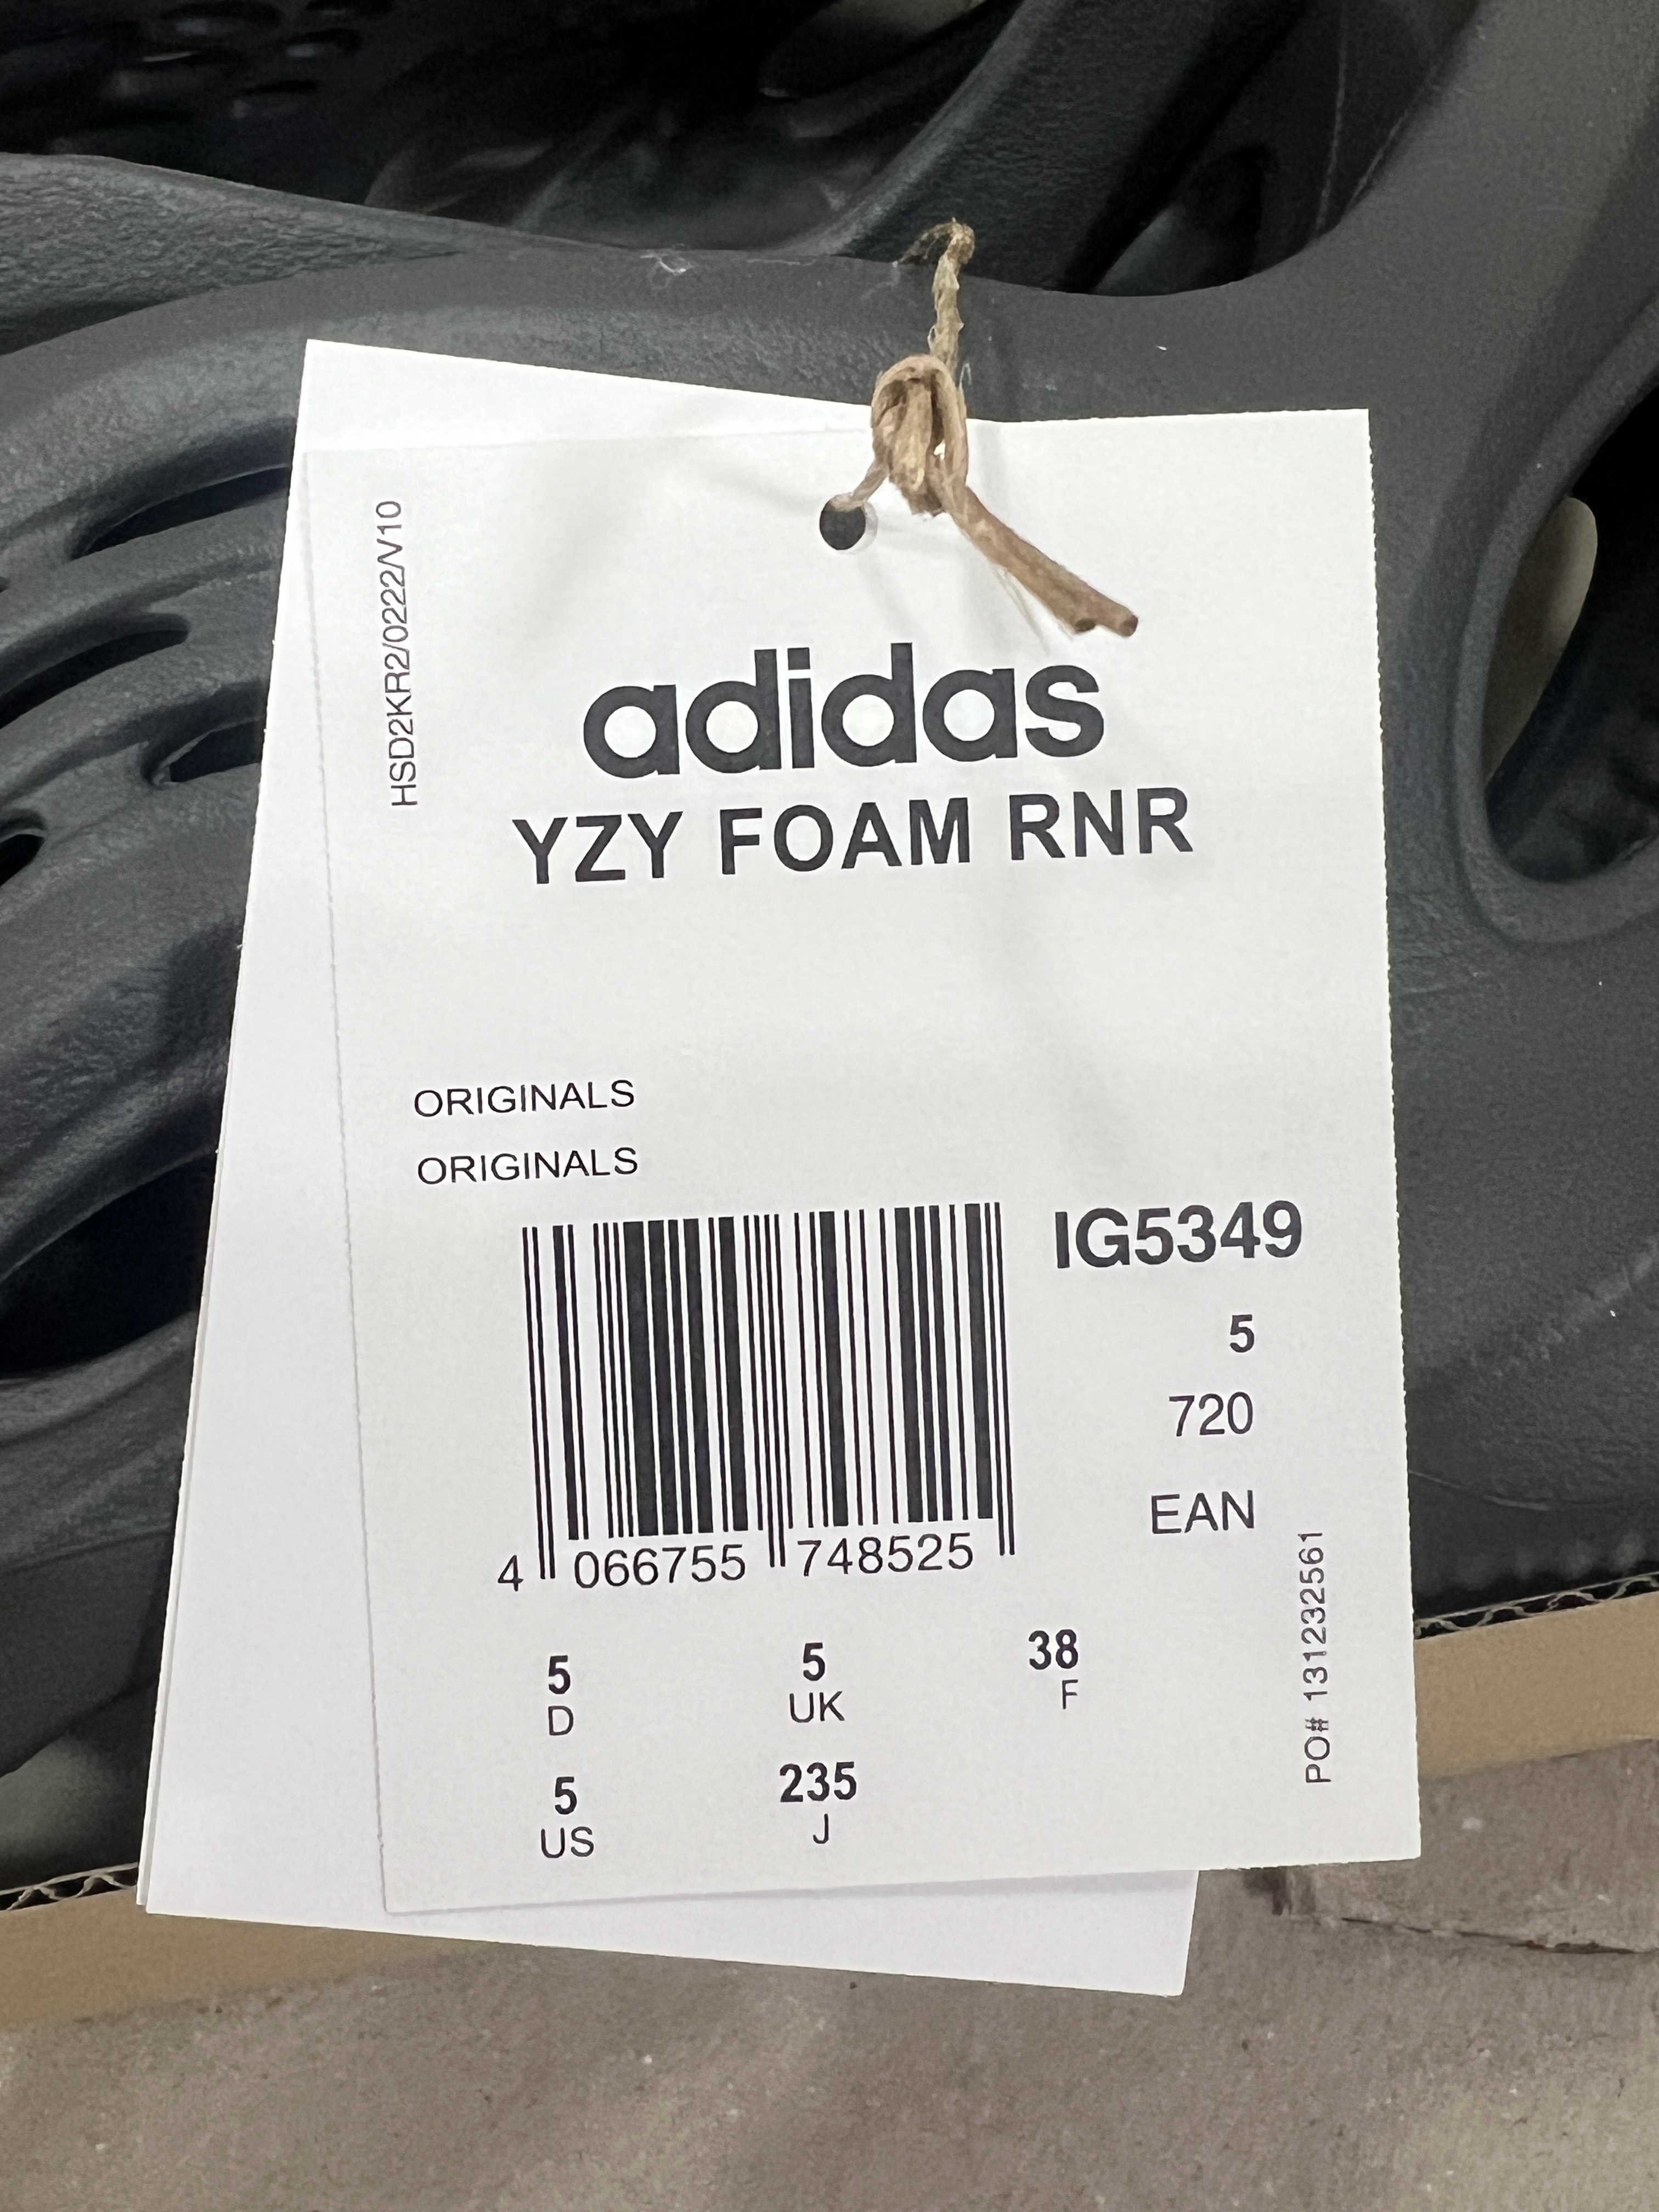 HSD2KR2/0222/V10
adidas
YZY FOAM RNR
ORIGINALS
ORIGINALS
IG5349
5
720
EAN
4 066755 748525
PO# 131232561
5 5 38
D UK F
5 235
US J